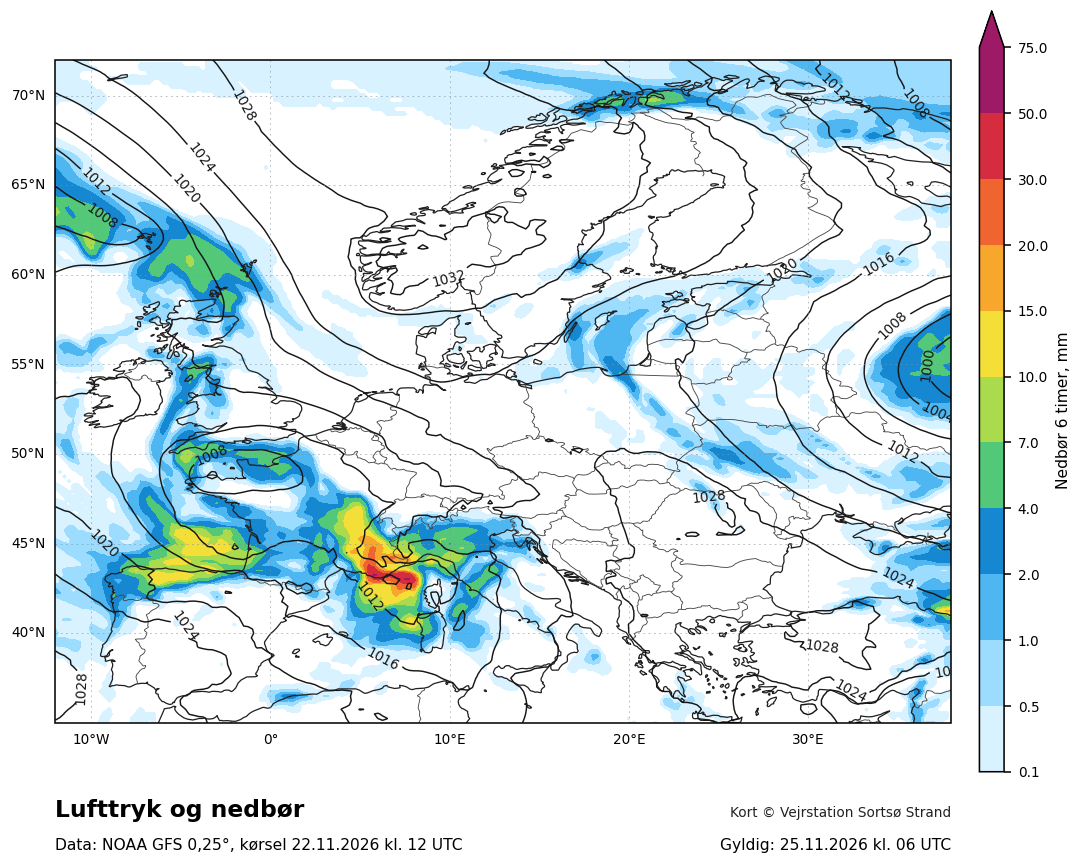 75.0
50.0
30.0
20.0
15.0
10.0
7.0
4.0
2.0
1.0
0.5
0.1
Nedbør 6 timer, mm
70°N
65°N
60°N
55°N
50°N
45°N
40°N
10°W
0°
10°E
20°E
30°E
1028
1024
1020
1012
1008
1012
1008
1032
1020
1016
1008
1000
1004
1012
1008
1028
1020
1024
1012
1016
1024
1028
1028
1024
10
Lufttryk og nedbør
Kort © Vejrstation Sortsø Strand
Data: NOAA GFS 0,25°, kørsel 22.11.2026 kl. 12 UTC
Gyldig: 25.11.2026 kl. 06 UTC